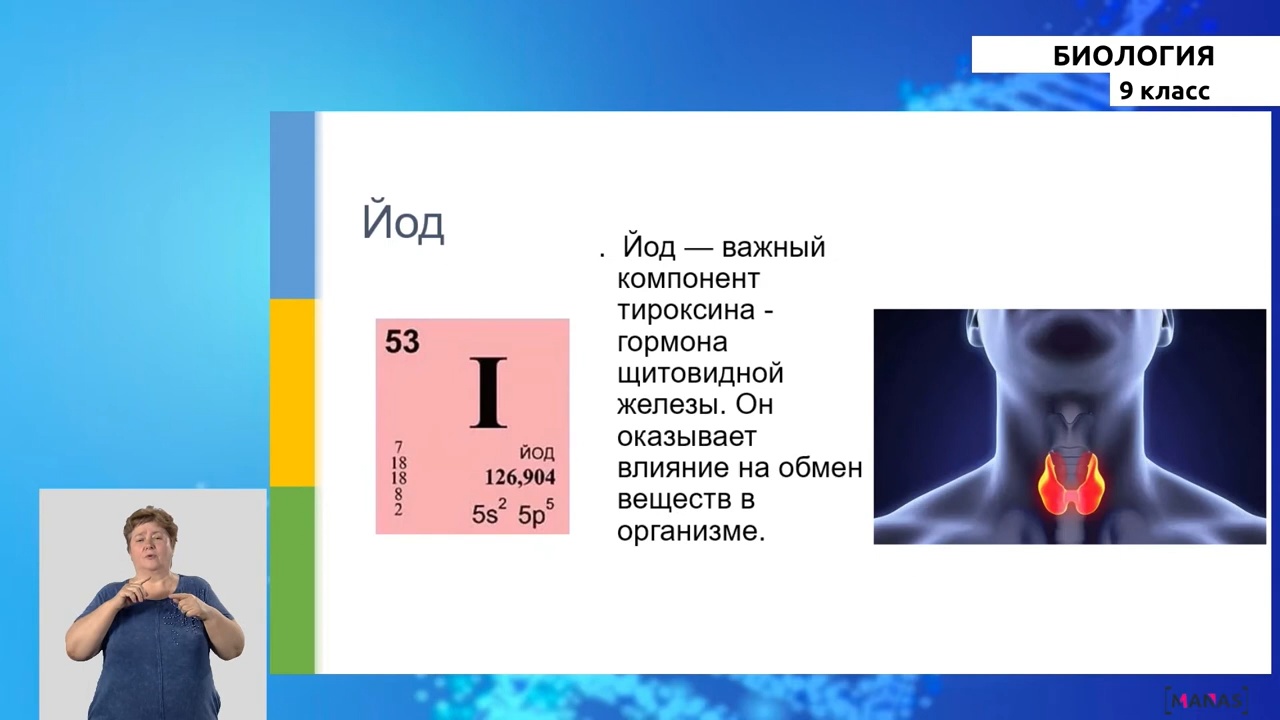 БИОЛОГИЯ
9 класс
Йод
. Йод — важный
компонент
тироксина -
гормона
щитовидной
железы. Он
оказывает
влияние на обмен
веществ в
организме.
53
I
йод
126,904
5s² 5p⁵
7
18
18
8
2
MANAS